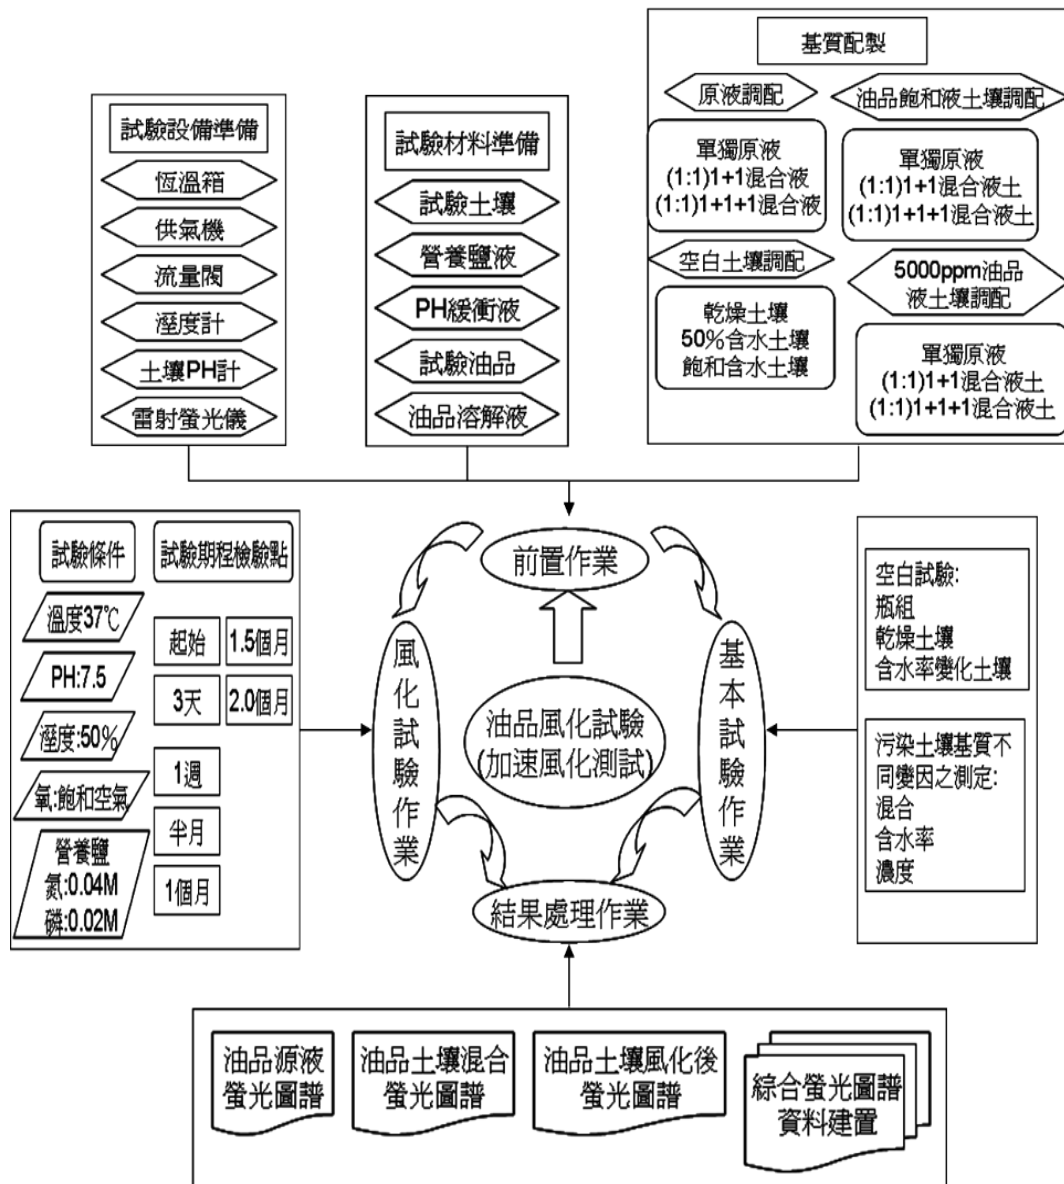 基質配製
原液調配
油品飽和液土壤調配
單獨原液
(1:1)1+1混合液
(1:1)1+1+1混合液
單獨原液
(1:1)1+1混合液土
(1:1)1+1+1混合液土
空白土壤調配
5000ppm油品
液土壤調配
乾燥土壤
50%含水土壤
飽和含水土壤
單獨原液
(1:1)1+1混合液土
(1:1)1+1+1混合液土
試驗設備準備
恆溫箱
供氣機
流量閥
溼度計
土壤PH計
雷射螢光儀
試驗材料準備
試驗土壤
營養鹽液
PH緩衝液
試驗油品
油品溶解液
前置作業
風化試驗作業
基本試驗作業
油品風化試驗
(加速風化測試)
結果處理作業
試驗條件
溫度37℃
PH:7.5
溼度:50%
氧:飽和空氣
營養鹽
氮:0.04M
磷:0.02M
試驗期程檢驗點
起始
1.5個月
3天
2.0個月
1週
半月
1個月
空白試驗:
瓶組
乾燥土壤
含水率變化土壤
污染土壤基質不
同變因之測定:
混合
含水率
濃度
油品源液
螢光圖譜
油品土壤混合
螢光圖譜
油品土壤風化後
螢光圖譜
綜合螢光圖譜
資料建置